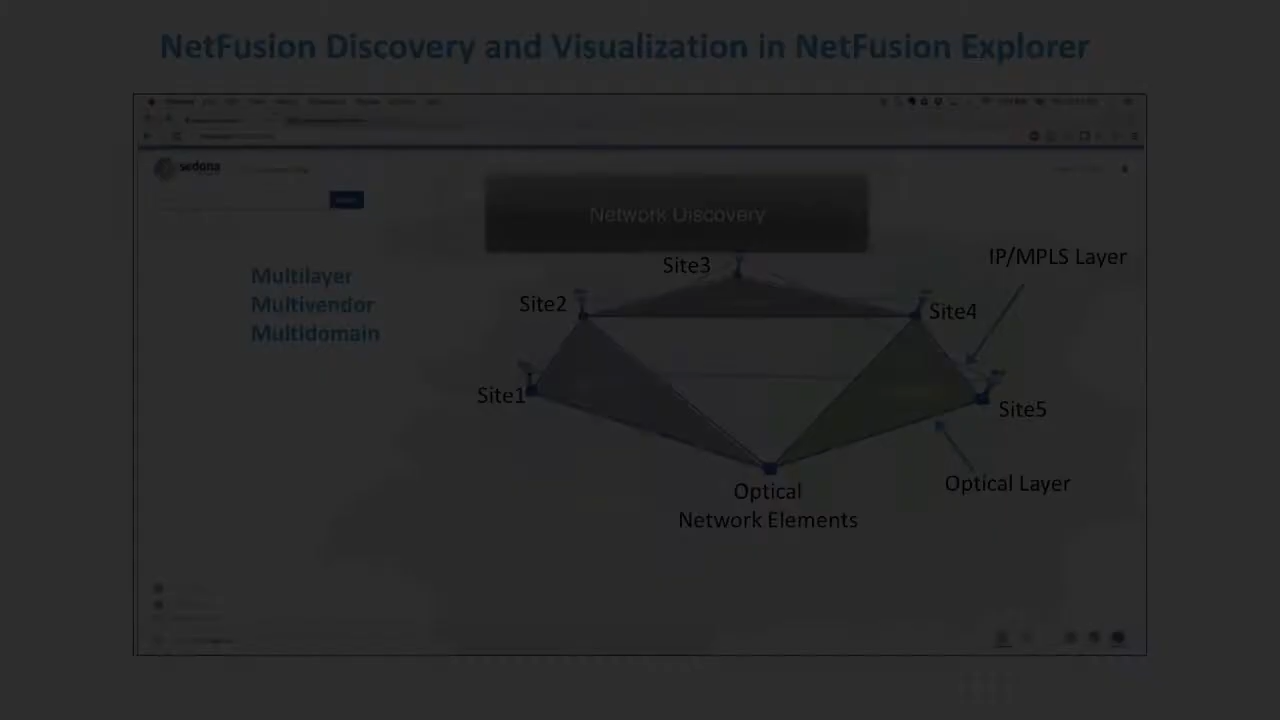 NetFusion Discovery and Visualization in NetFusion Explorer
sedona
Network Discovery
Multilayer
Multivendor
Multidomain
Site3
IP/MPLS Layer
Site2
Site4
Site1
Site5
Optical Layer
Optical
Network Elements